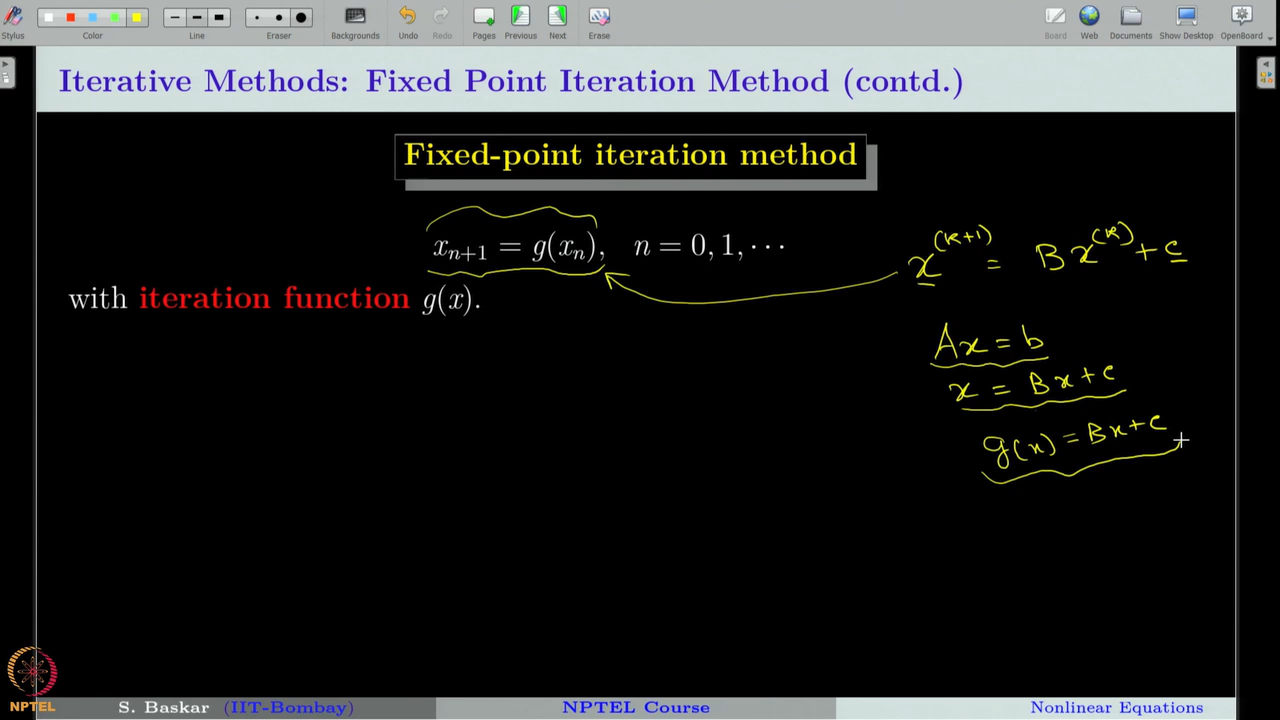 Stylus
Color
Line
Eraser
Backgrounds
Undo
Redo
Pages
Previous
Next
Erase
Board
Web
Documents
Show Desktop
OpenBoard
Iterative Methods: Fixed Point Iteration Method (contd.)
Fixed-point iteration method
x_{n+1} = g(x_n), n = 0, 1, ⋯
x^{(k+1)} = Bx^{(k)} + c
with iteration function g(x).
Ax = b
x = Bx + c
g(x) = Bx + c
NPTEL
S. Baskar (IIT-Bombay)
NPTEL Course
Nonlinear Equations